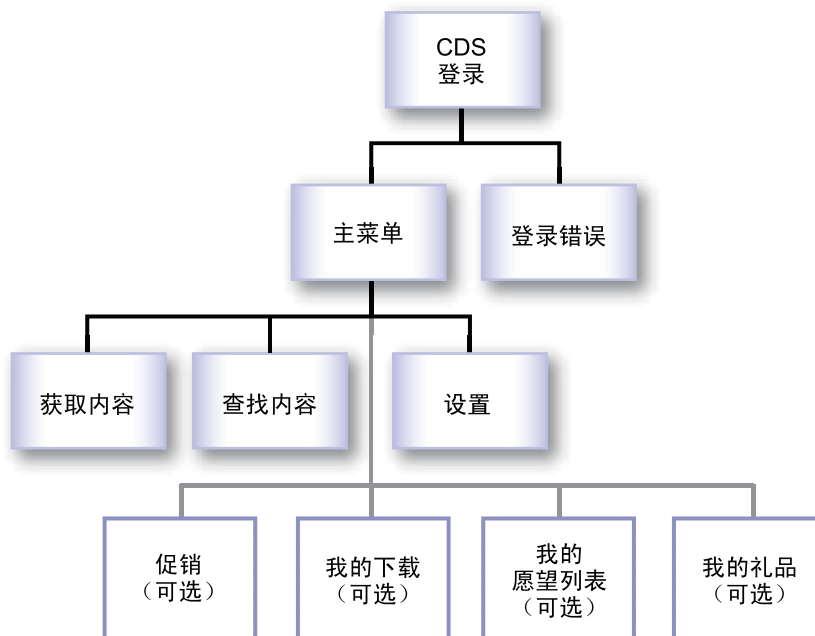 CDS
登录
主菜单
登录错误
获取内容
查找内容
设置
促销
（可选）
我的下载
（可选）
我的
愿望列表
（可选）
我的礼品
（可选）